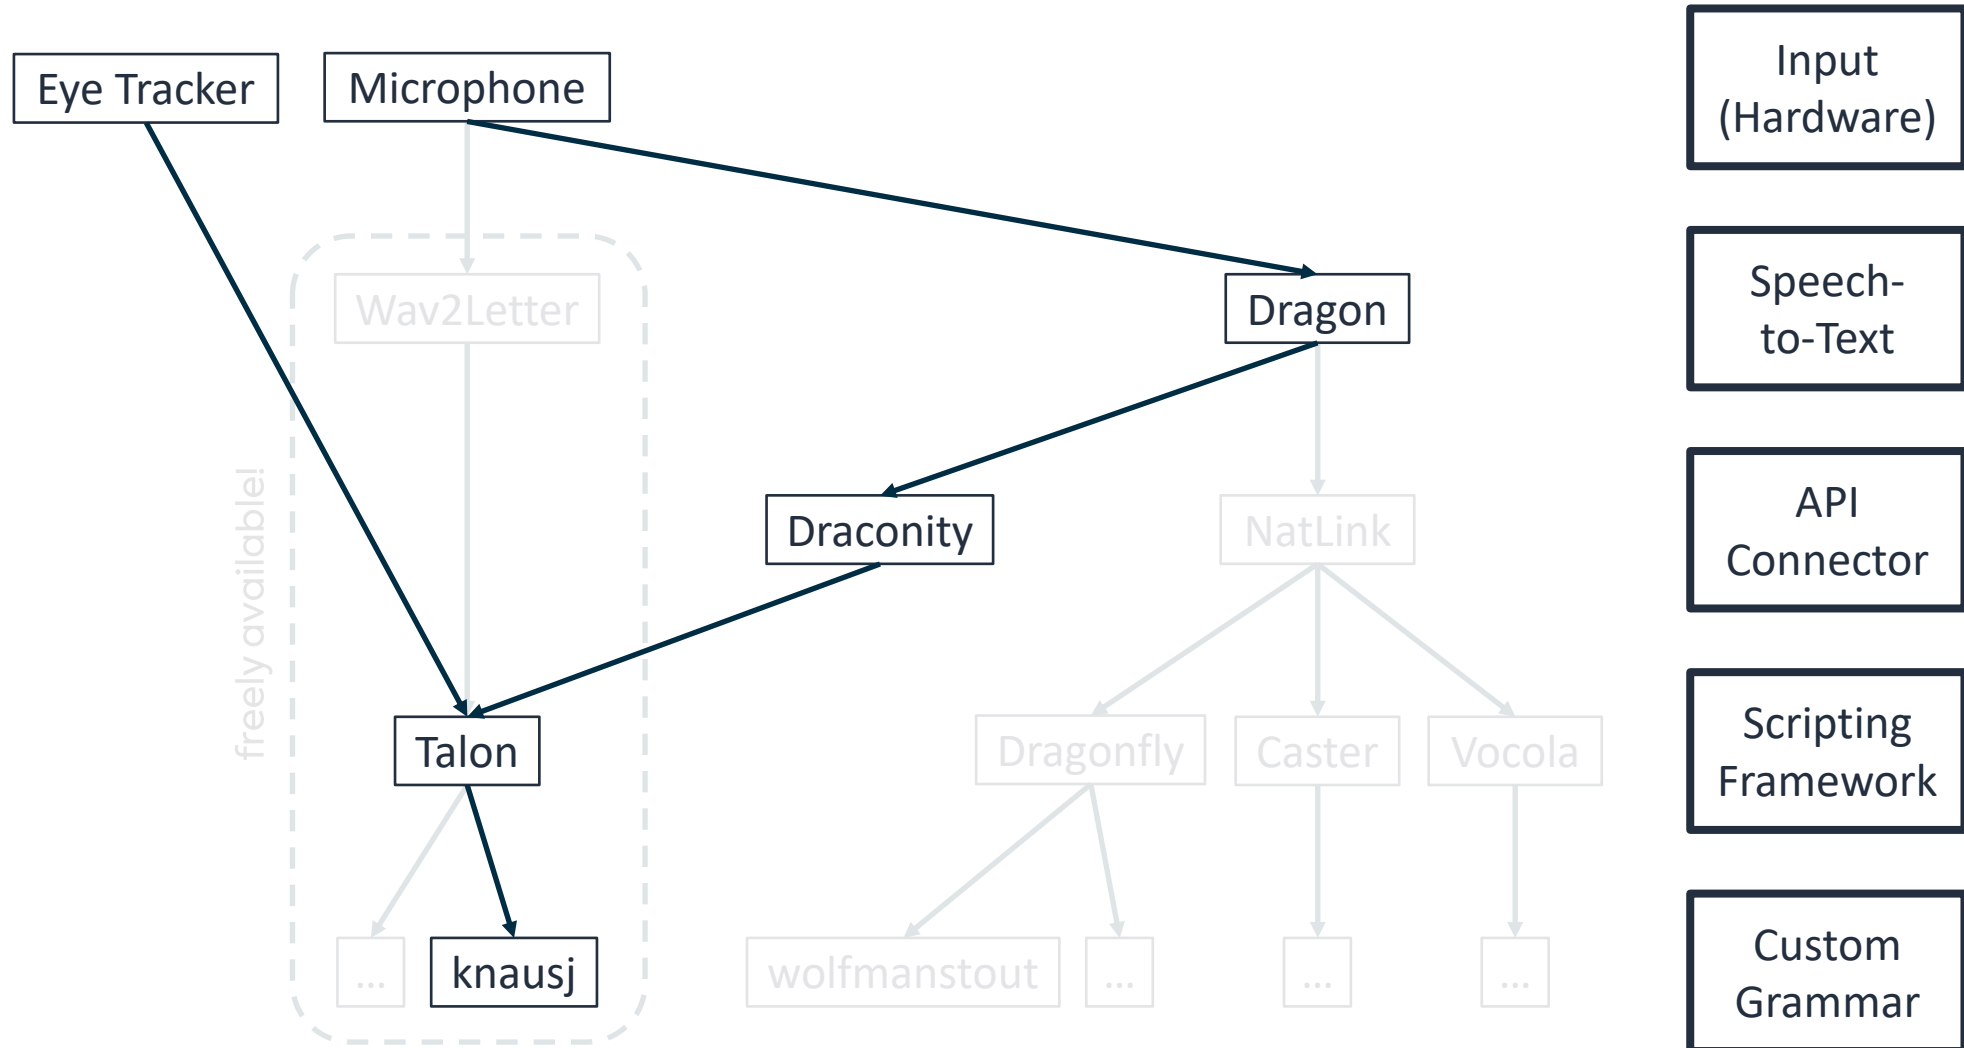 Eye Tracker
Microphone
Input
(Hardware)
Wav2Letter
Dragon
Speech-
to-Text
freely available!
Draconity
NatLink
API
Connector
Talon
Dragonfly
Caster
Vocola
Scripting
Framework
...
knausj
wolfmanstout
...
...
...
Custom
Grammar